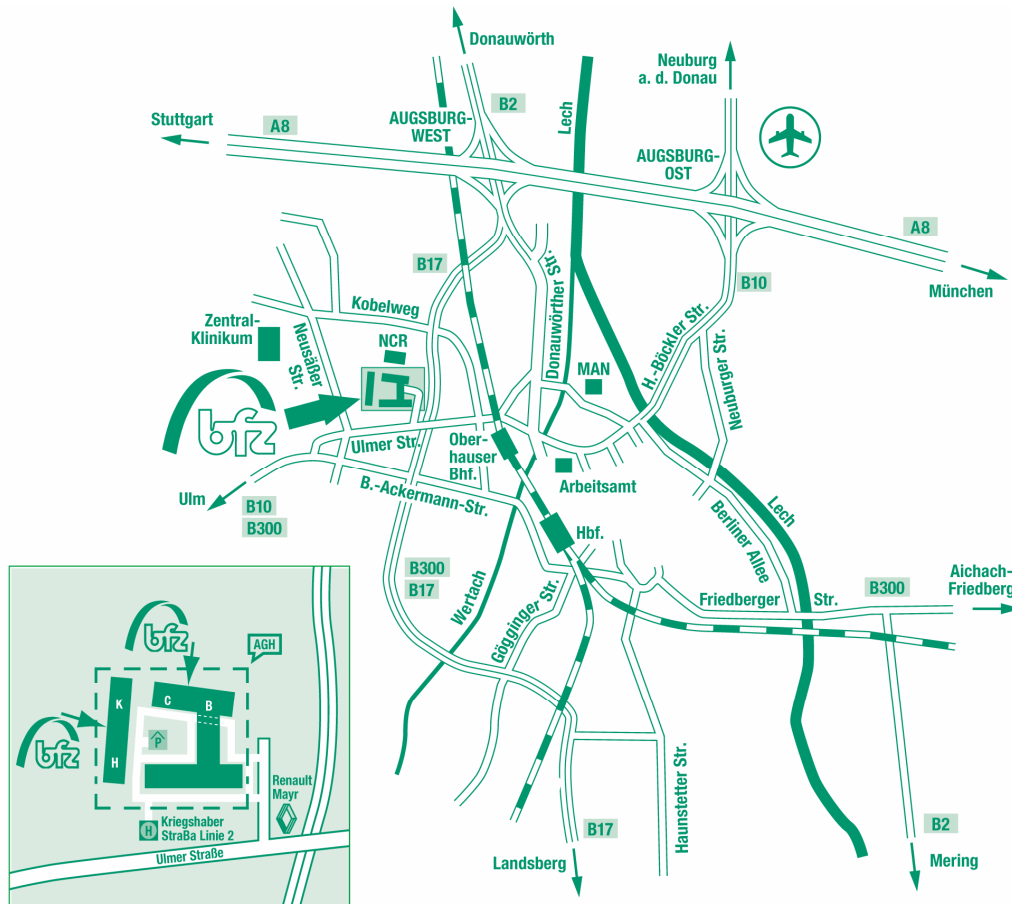 Donauwörth
Neuburg
a. d. Donau
B2
Stuttgart
A8
AUGSBURG-
WEST
Lech
AUGSBURG-
OST
A8
München
B17
B10
Kobelweg
Zentral-
Klinikum
Neusäßer
Str.
NCR
Donauwörther Str.
MAN
H.-Böckler Str.
Neuburger Str.
bfz
Ulmer Str.
Ober-
hauser
Bhf.
Arbeitsamt
Ulm
B10
B300
B.-Ackermann-Str.
Hbf.
Berliner Allee
Lech
B300
B17
Wertach
Gögginger Str.
Friedberger Str.
B300
Aichach-
Friedberg
Haunstetter Str.
B17
Landsberg
B2
Mering
bfz
AGH
K
C
B
bfz
P
H
Renault
Mayr
H
Kriegshaber
StraBa Linie 2
Ulmer Straße